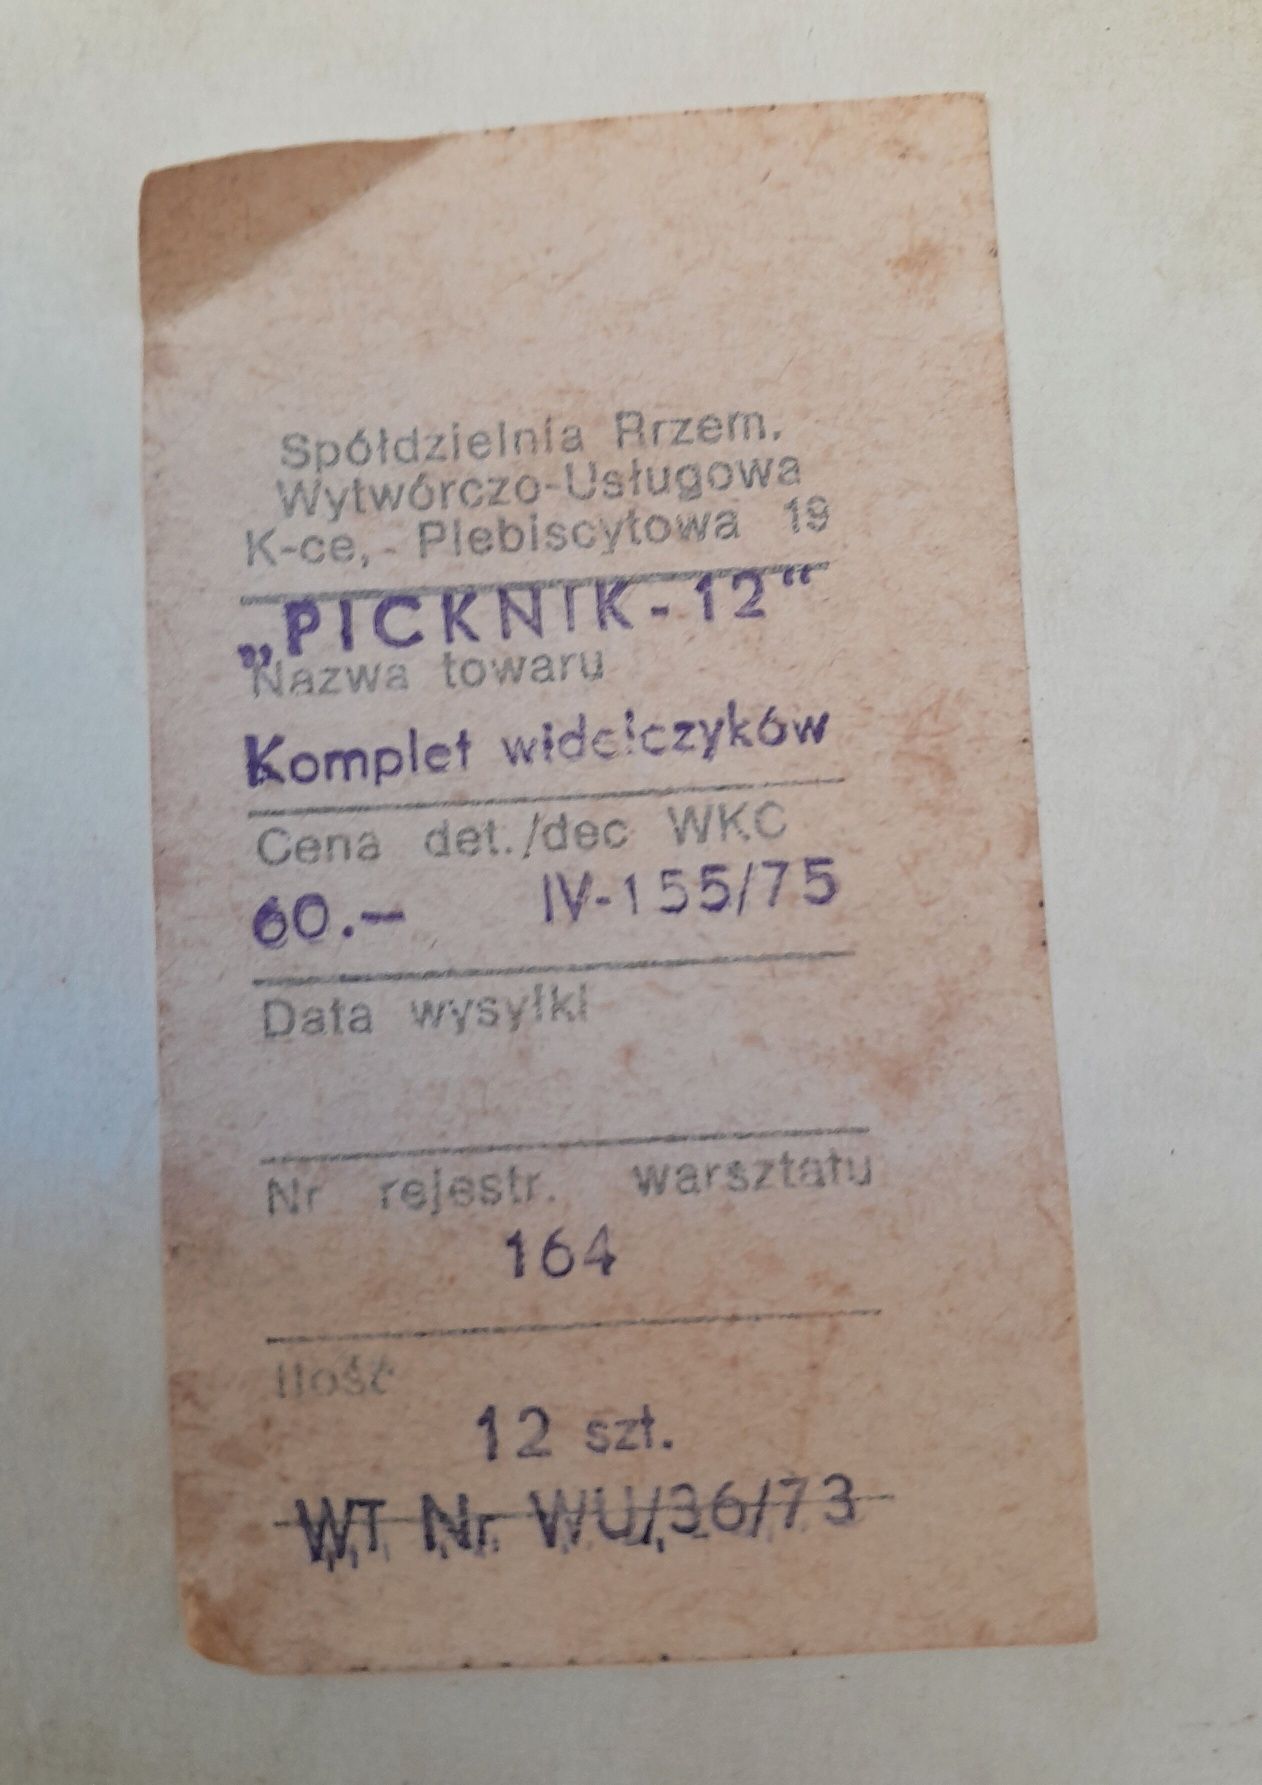 Spółdzielnia Rzem.
Wytwórczo-Usługowa
K-ce, Plebiscytowa 19
„PICKNIK-12“
Nazwa towaru
Komplet widelczyków
Cena det./dec WKC
60.— IV-155/75
Data wysyłki
Nr rejestr. warsztatu
164
Ilość
12 szt.
WT Nr WU/36/73